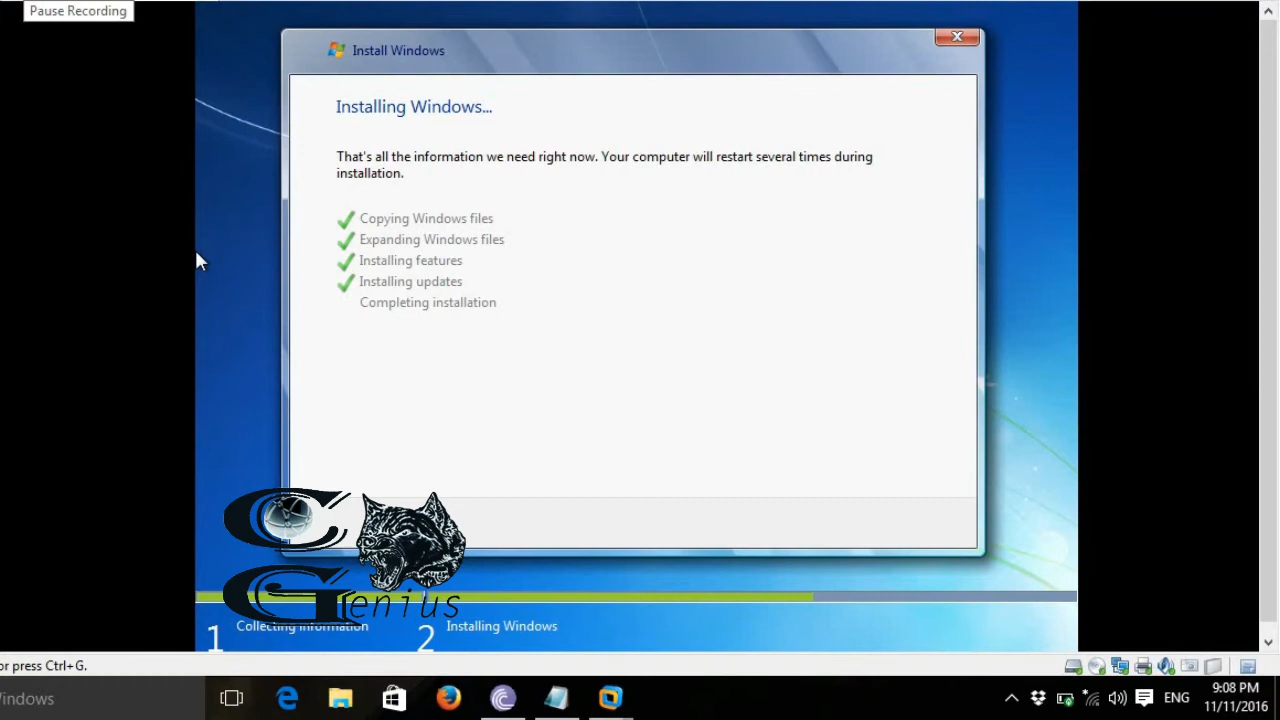 Pause Recording
Install Windows
Installing Windows...
That's all the information we need right now. Your computer will restart several times during
installation.
Copying Windows files
Expanding Windows files
Installing features
Installing updates
Completing installation
C
Genius
1 Collecting information
2 Installing Windows
or press Ctrl+G.
Windows
ENG
9:08 PM
11/11/2016